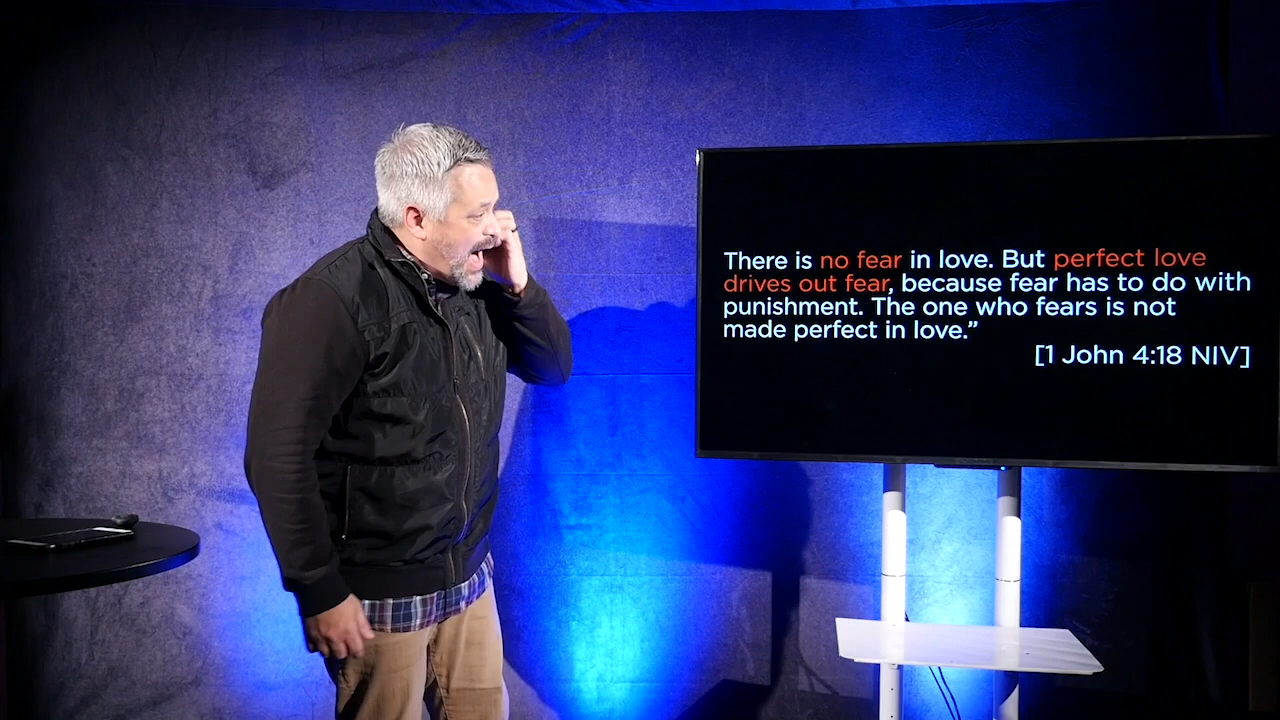 There is no fear in love. But perfect love
drives out fear, because fear has to do with
punishment. The one who fears is not
made perfect in love.”
[1 John 4:18 NIV]